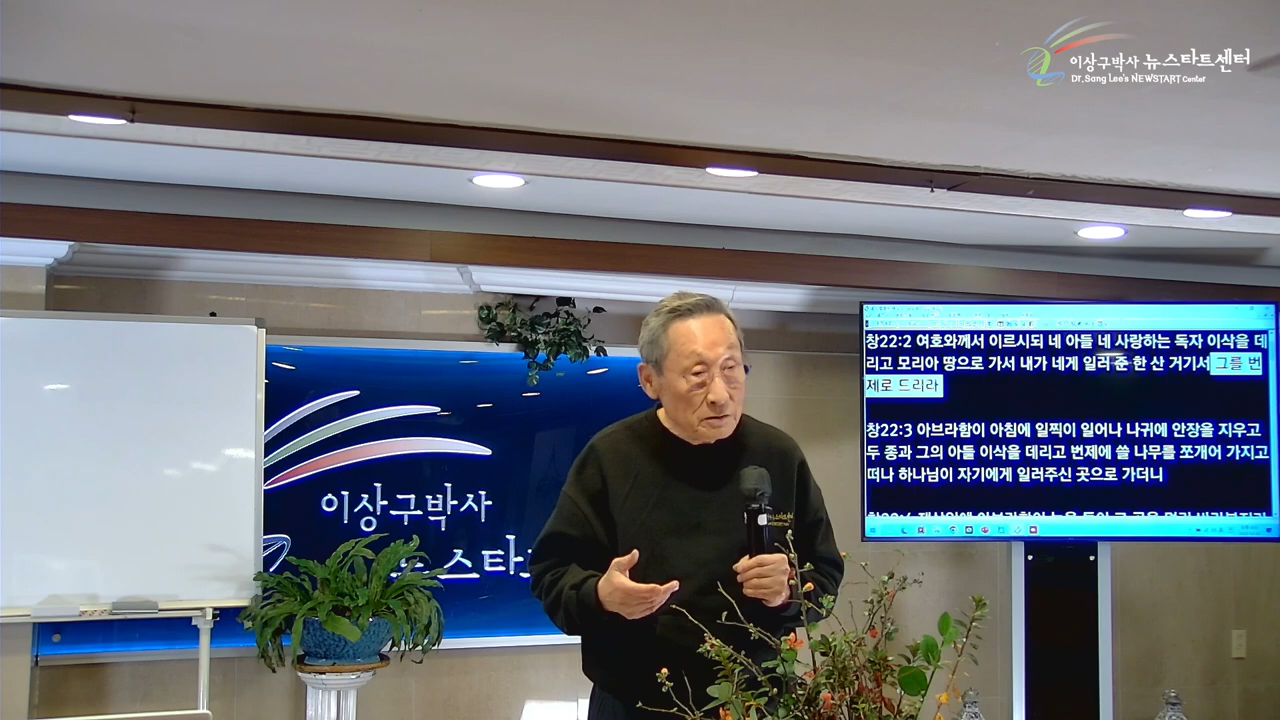 이상구박사 뉴스타트센터
Dr. Sang Lee's NEWSTART Center
이상구박사
스타
창22:2 여호와께서 이르시되 네 아들 네 사랑하는 독자 이삭을 데
리고 모리아 땅으로 가서 내가 네게 일러 준 한 산 거기서 그를 번
제로 드리라
창22:3 아브라함이 아침에 일찍이 일어나 나귀에 안장을 지우고
두 종과 그의 아들 이삭을 데리고 번제에 쓸 나무를 쪼개어 가지고
떠나 하나님이 자기에게 일러주신 곳으로 가더니